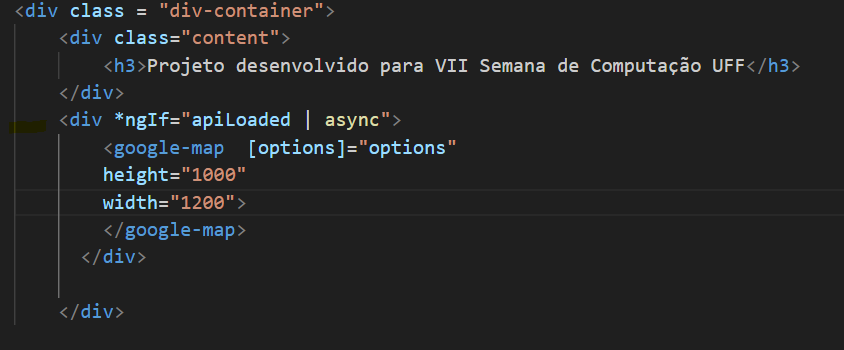 <div class = "div-container">
<div class="content">
<h3>Projeto desenvolvido para VII Semana de Computação UFF</h3>
</div>
<div *ngIf="apiLoaded | async">
<google-map  [options]="options"
height="1000"
width="1200">
</google-map>
</div>
</div>